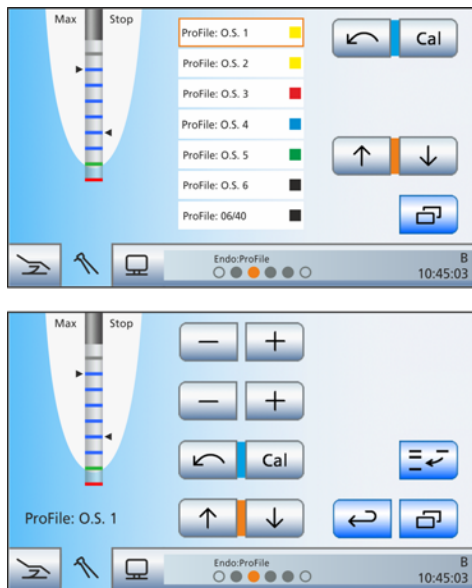 Max Stop
ProFile: O.S. 1
ProFile: O.S. 2
ProFile: O.S. 3
ProFile: O.S. 4
ProFile: O.S. 5
ProFile: O.S. 6
ProFile: 06/40
Cal
Endo:ProFile
B
10:45:03
Max Stop
Cal
ProFile: O.S. 1
Endo:ProFile
B
10:45:03